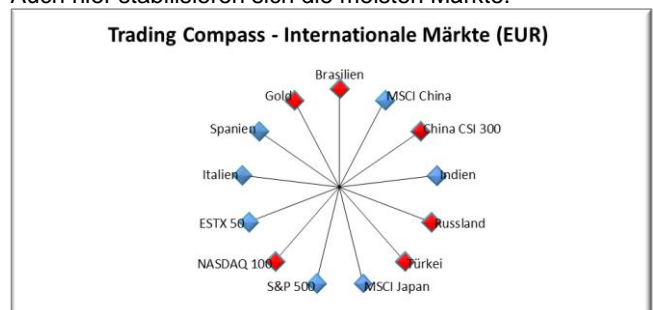 Auch hier stabilisieren sich die meisten Märkte.
Trading Compass - Internationale Märkte (EUR)
Brasilien
Gold
MSCI China
Spanien
China CSI 300
Italien
Indien
ESTX 50
Russland
NASDAQ 100
Türkei
S&P 500
MSCI Japan